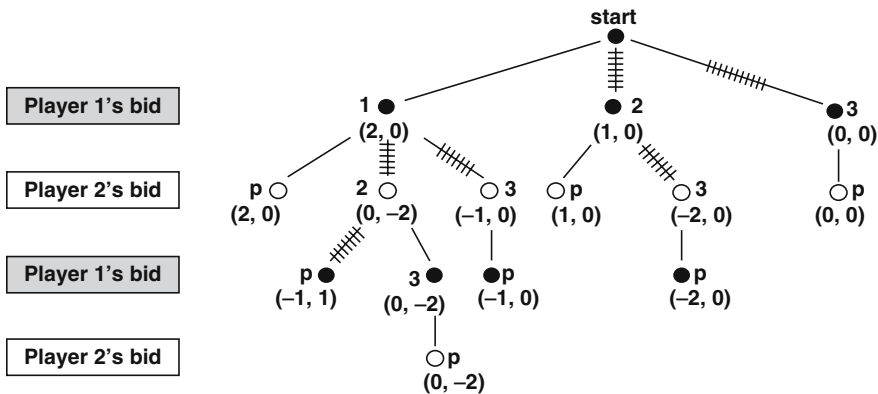 start
Player 1's bid
1
2
3
(2, 0)
(1, 0)
(0, 0)
Player 2's bid
p
2
3
p
3
p
(2, 0)
(0, –2)
(–1, 0)
(1, 0)
(–2, 0)
(0, 0)
Player 1's bid
p
3
p
p
(–1, 1)
(0, –2)
(–1, 0)
(–2, 0)
Player 2's bid
p
(0, –2)